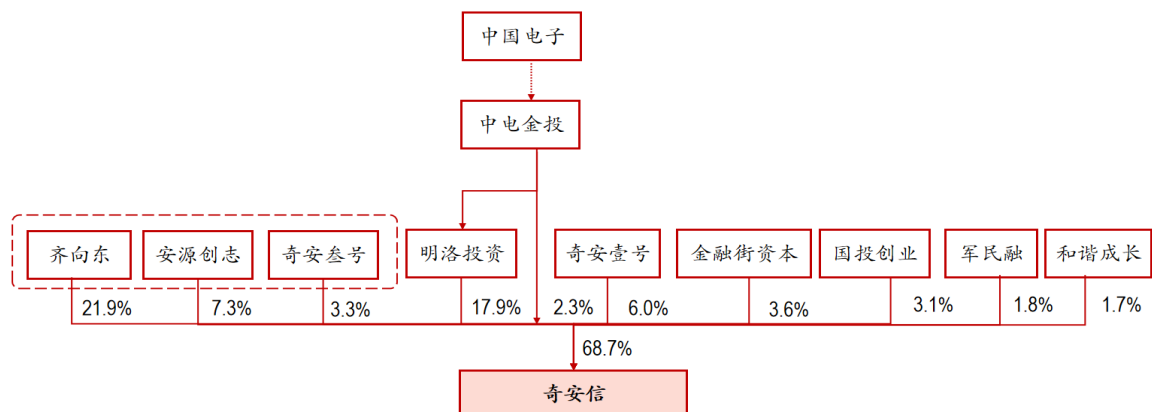 中国电子
中电金投
齐向东
安源创志
奇安叁号
明洛投资
奇安壹号
金融街资本
国投创业
军民融
和谐成长
21.9%
7.3%
3.3%
17.9%
2.3%
6.0%
3.6%
3.1%
1.8%
1.7%
68.7%
奇安信